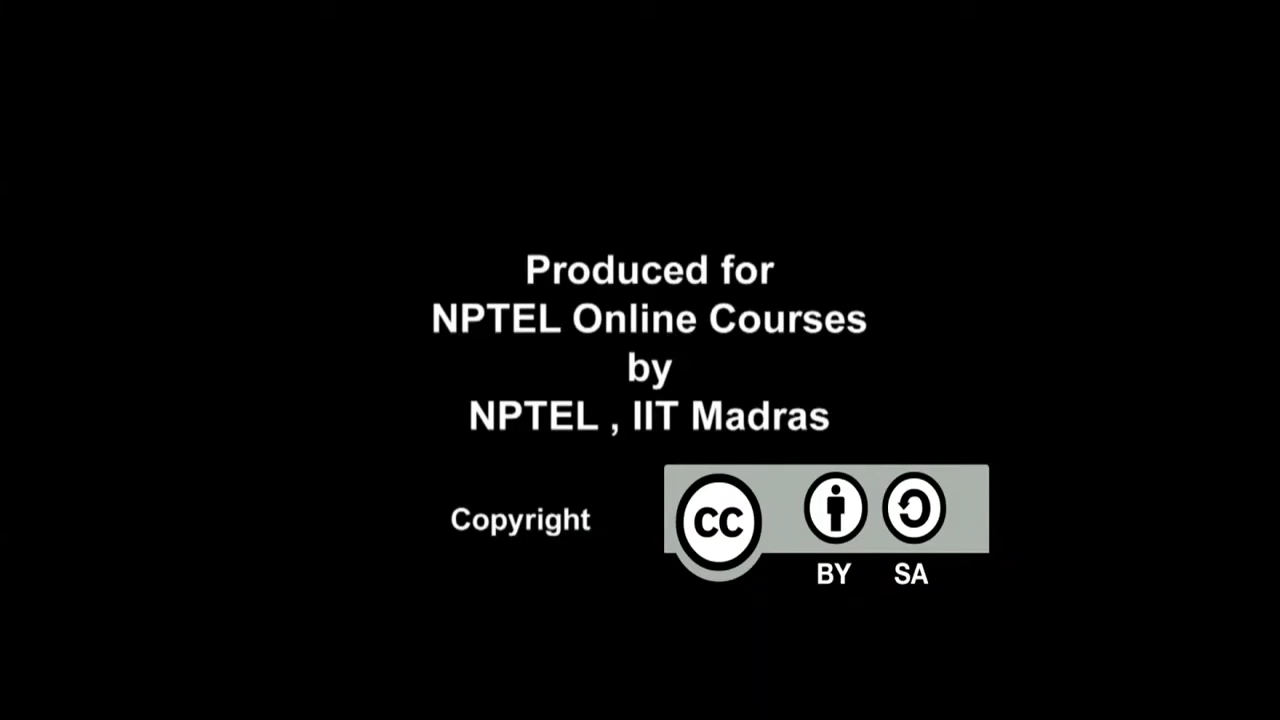 Produced for
NPTEL Online Courses
by
NPTEL , IIT Madras
Copyright
cc
BY SA